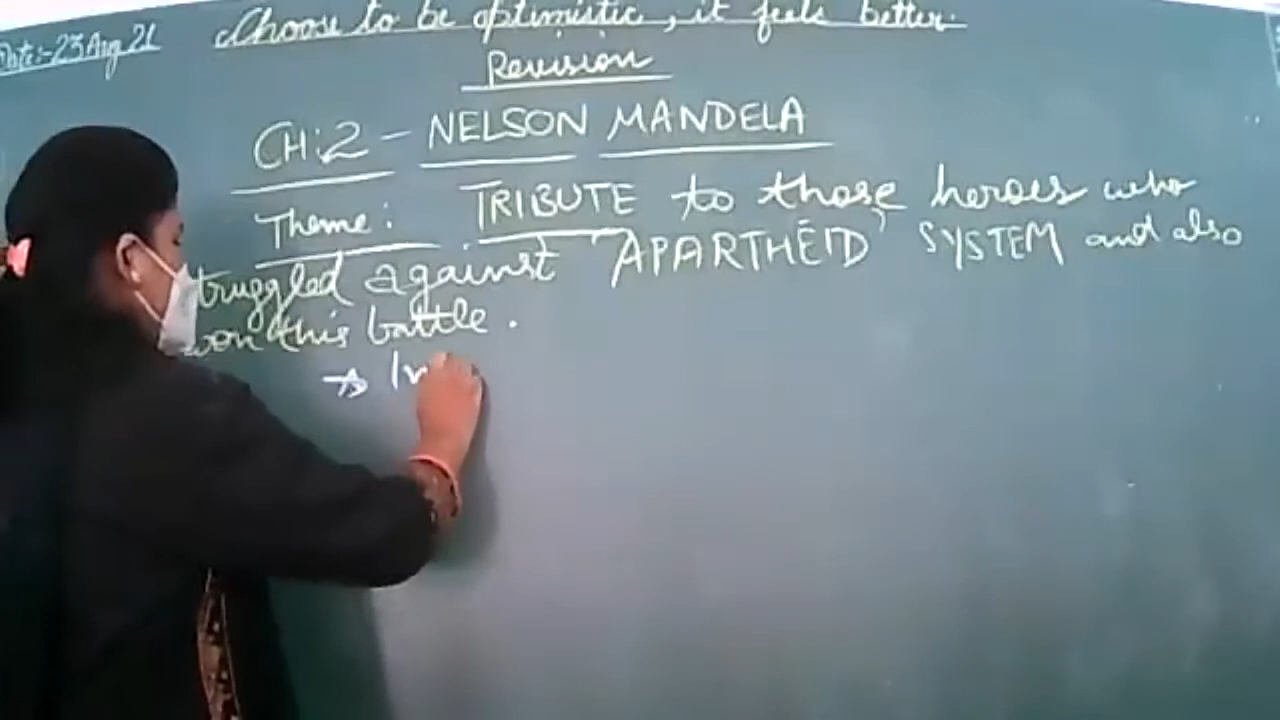 Date:-23 Aug 21
Choose to be optimistic, it feels better.
Revision
CH:2 - NELSON MANDELA
Theme: TRIBUTE to those heroes who
truggled against 'APARTHEID' SYSTEM and also
won this battle.